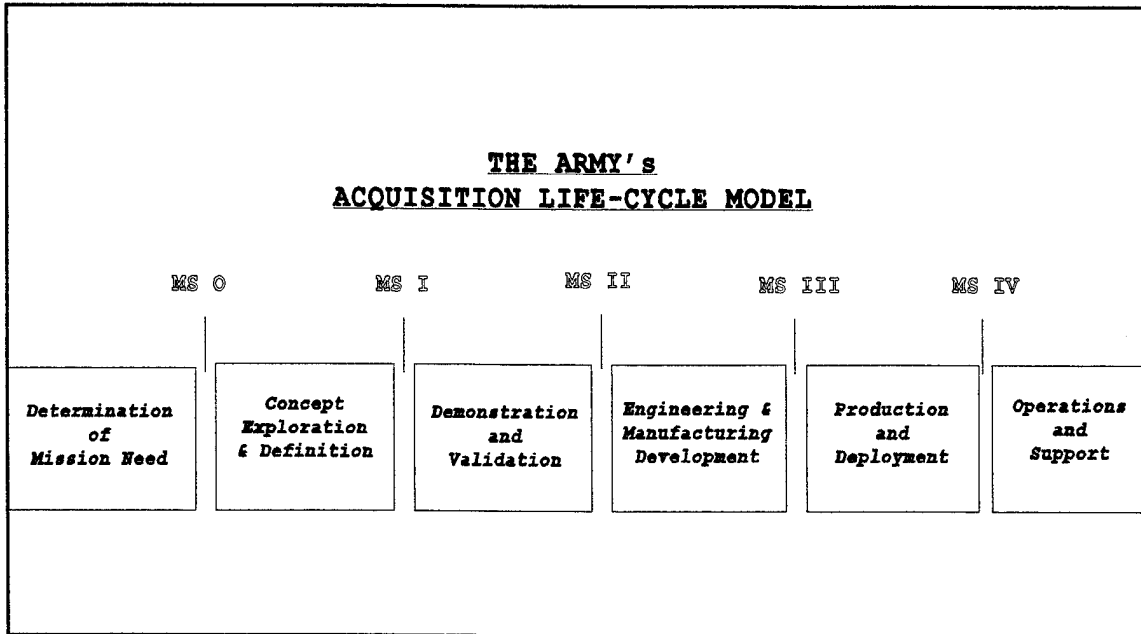 THE ARMY's
ACQUISITION LIFE-CYCLE MODEL
MS 0
MS I
MS II
MS III
MS IV
Determination
of
Mission Need
Concept
Exploration
& Definition
Demonstration
and
Validation
Engineering &
Manufacturing
Development
Production
and
Deployment
Operations
and
Support